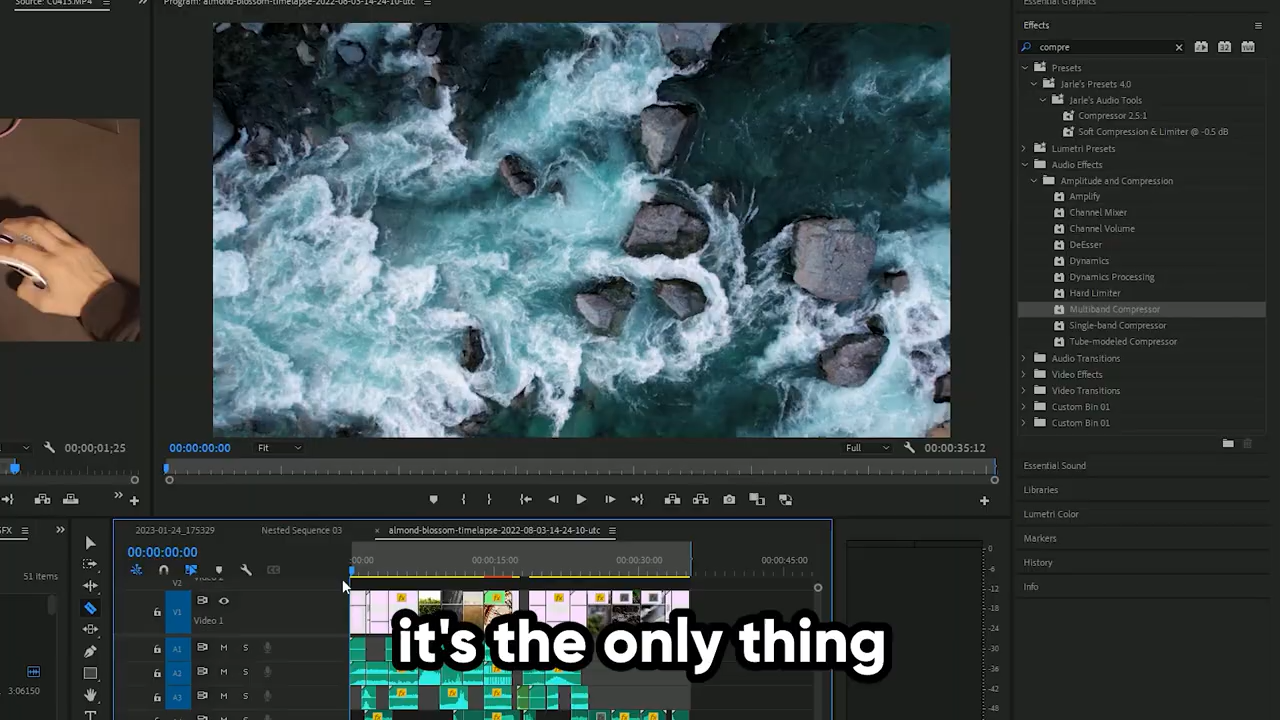 Source: C0415.MP4
Program: almond-blossom-timelapse-2022-08-03-14-24-10-utc
Essential Graphics
Effects
compre
Presets
Jarle's Presets 4.0
Jarle's Audio Tools
Compressor 2,5:1
Soft Compression & Limiter @ -0.5 dB
Lumetri Presets
Audio Effects
Amplitude and Compression
Amplify
Channel Mixer
Channel Volume
DeEsser
Dynamics
Dynamics Processing
Hard Limiter
Multiband Compressor
Single-band Compressor
Tube-modeled Compressor
Audio Transitions
Video Effects
Video Transitions
Custom Bin 01
Custom Bin 01
00;00;01;25
00:00:00:00
Fit
Full
00:00:35:12
Essential Sound
Libraries
Lumetri Color
Markers
History
Info
GFX
51 Items
3:06150
2023-01-24_175329
Nested Sequence 03
almond-blossom-timelapse-2022-08-03-14-24-10-utc
00:00:00:00
:00:00
00:00:15:00
00:00:30:00
00:00:45:00
V2
Video 2
V1
Video 1
A1 M S
A2 M S
A3 M S
it's the only thing
0
-6
-12
-18
-24
-30
-36
-42
-48